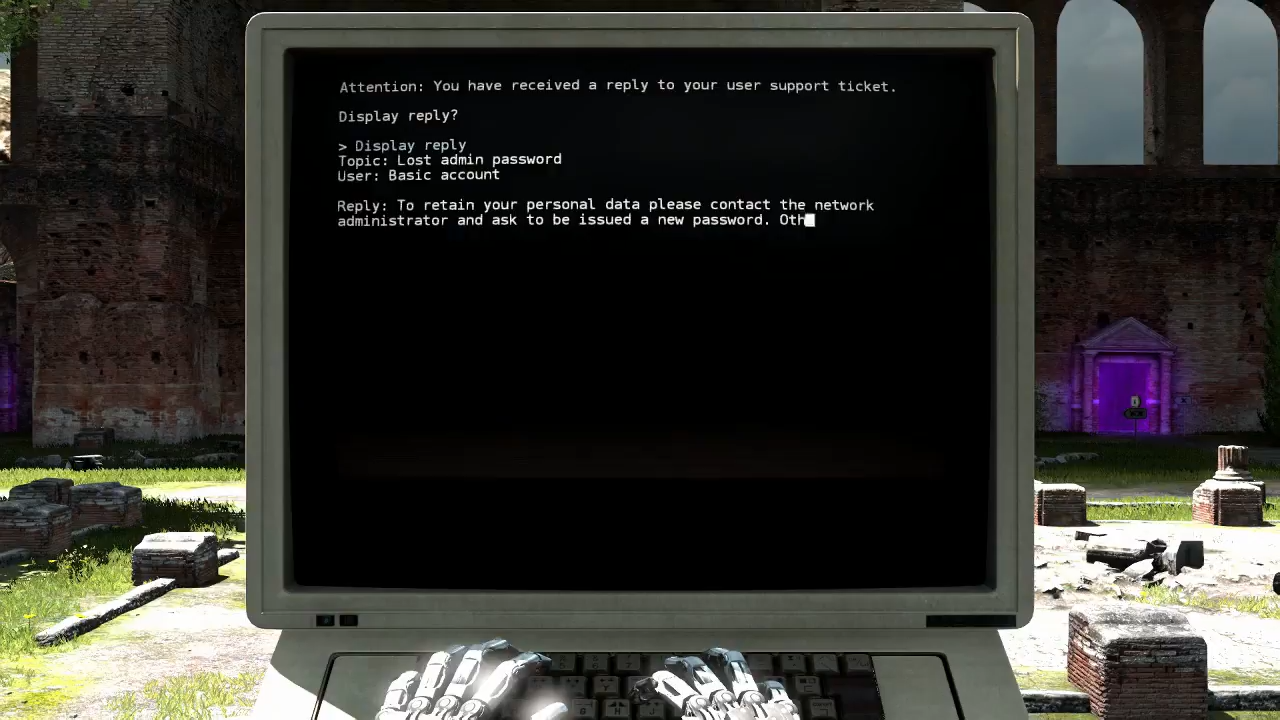 Attention: You have received a reply to your user support ticket.
Display reply?
> Display reply
Topic: Lost admin password
User: Basic account
Reply: To retain your personal data please contact the network
administrator and ask to be issued a new password. Oth